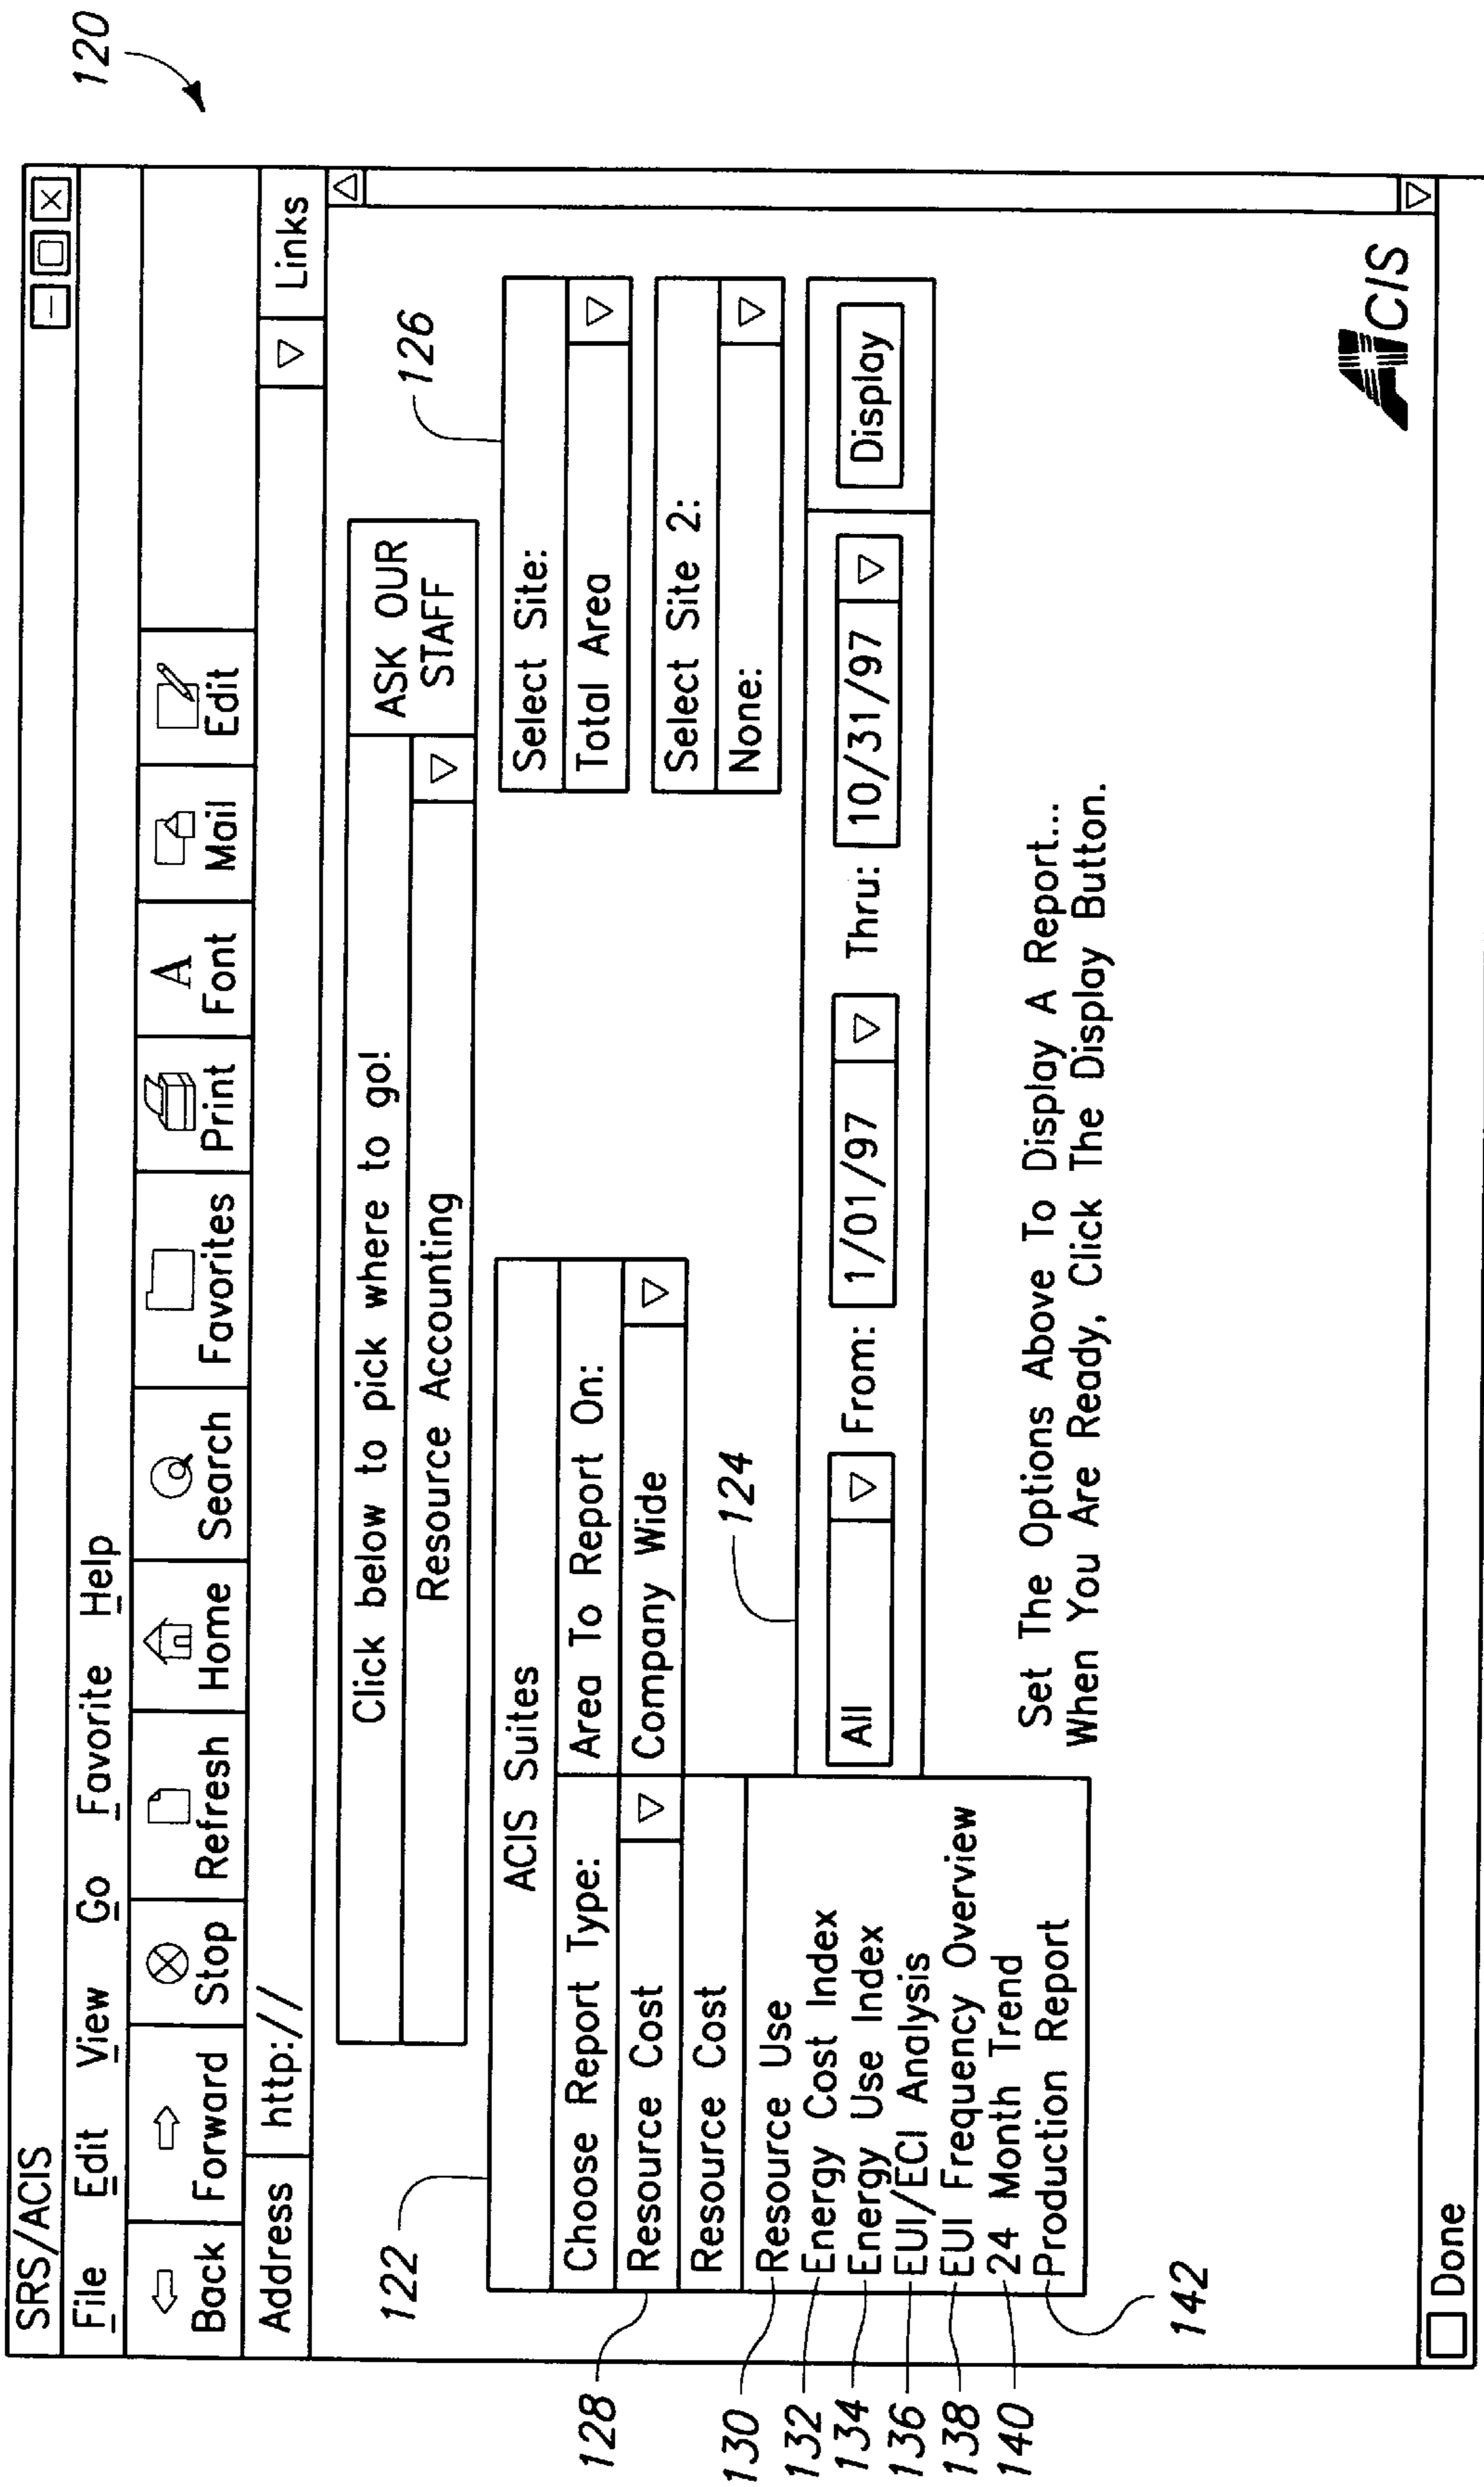 120
SRS/ACIS
File Edit View Go Favorite Help
Back Forward Stop Refresh Home Search Favorites Print Font Mail Edit
Address http:// Links
Click below to pick where to go!
Resource Accounting
ASK OUR
STAFF
122
ACIS Suites
Choose Report Type:
Area To Report On:
128
Resource Cost
Company Wide
Resource Cost
126
Select Site:
Total Area
Select Site 2:
None:
124
All From: 1/01/97 Thru: 10/31/97 Display
130 Resource Use
132 Energy Cost Index
134 Energy Use Index
136 EUI/ECI Analysis
138 EUI Frequency Overview
140 24 Month Trend
142 Production Report
Set The Options Above To Display A Report...
When You Are Ready, Click The Display Button.
ACIS
Done